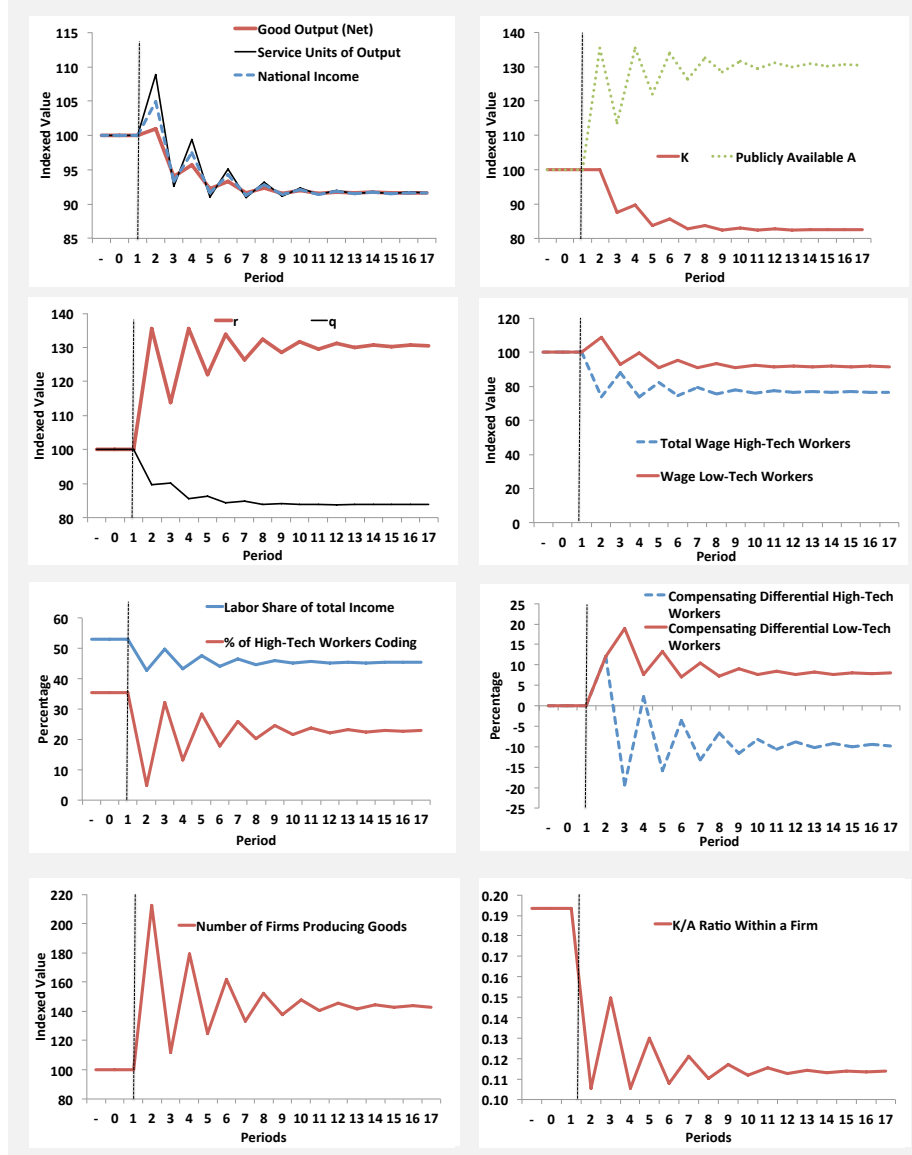 Good Output (Net)
Service Units of Output
National Income
Indexed Value
115
110
105
100
95
90
85
- 0 1 2 3 4 5 6 7 8 9 10 11 12 13 14 15 16 17
Period
K
Publicly Available A
Indexed Value
140
130
120
110
100
90
80
- 0 1 2 3 4 5 6 7 8 9 10 11 12 13 14 15 16 17
Period
r
q
Indexed Value
140
130
120
110
100
90
80
- 0 1 2 3 4 5 6 7 8 9 10 11 12 13 14 15 16 17
Period
Total Wage High-Tech Workers
Wage Low-Tech Workers
Indexed Value
120
100
80
60
40
20
0
- 0 1 2 3 4 5 6 7 8 9 10 11 12 13 14 15 16 17
Period
Labor Share of total Income
% of High-Tech Workers Coding
Percentage
60
50
40
30
20
10
0
- 0 1 2 3 4 5 6 7 8 9 10 11 12 13 14 15 16 17
Period
Compensating Differential High-Tech
Workers
Compensating Differential Low-Tech
Workers
Percentage
25
20
15
10
5
0
-5
-10
-15
-20
-25
- 0 1 2 3 4 5 6 7 8 9 10 11 12 13 14 15 16 17
Period
Number of Firms Producing Goods
Indexed Value
220
200
180
160
140
120
100
80
- 0 1 2 3 4 5 6 7 8 9 10 11 12 13 14 15 16 17
Periods
K/A Ratio Within a Firm
0.20
0.19
0.18
0.17
0.16
0.15
0.14
0.13
0.12
0.11
0.10
- 0 1 2 3 4 5 6 7 8 9 10 11 12 13 14 15 16 17
Periods